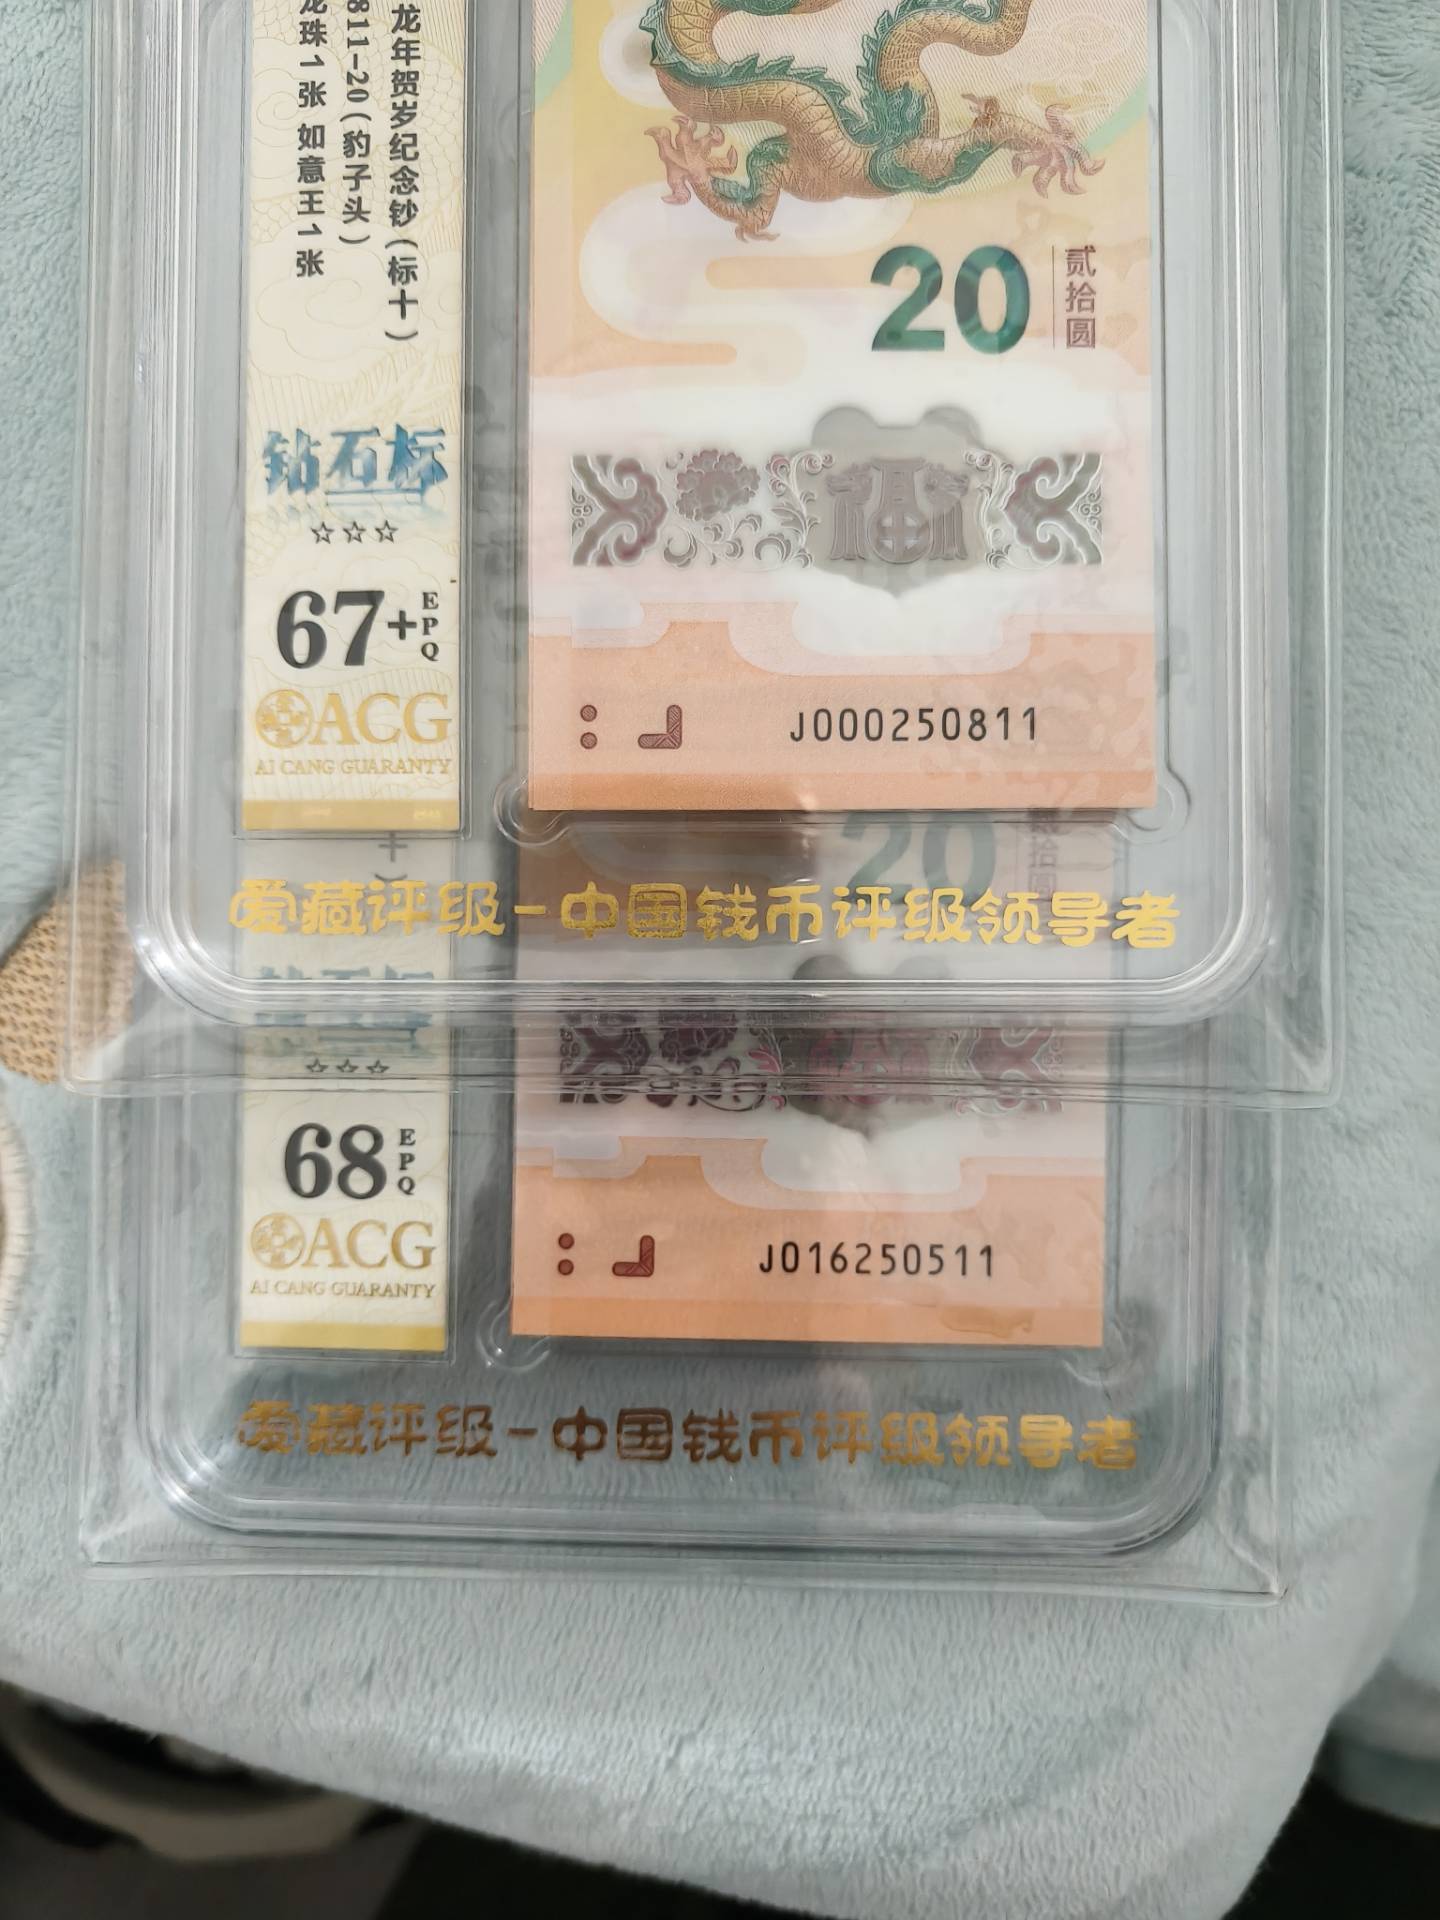 龙年贺岁纪念钞(标十)
811-20(豹子头)
龙珠1张 如意王1张
钻石标
☆☆☆
67+
EPQ
ACG
AI CANG GUARANTY
20
贰拾圆
福
J000250811
爱藏评级-中国钱币评级领导者
20
☆☆☆
68
EPQ
ACG
AI CANG GUARANTY
J016250511
爱藏评级-中国钱币评级领导者